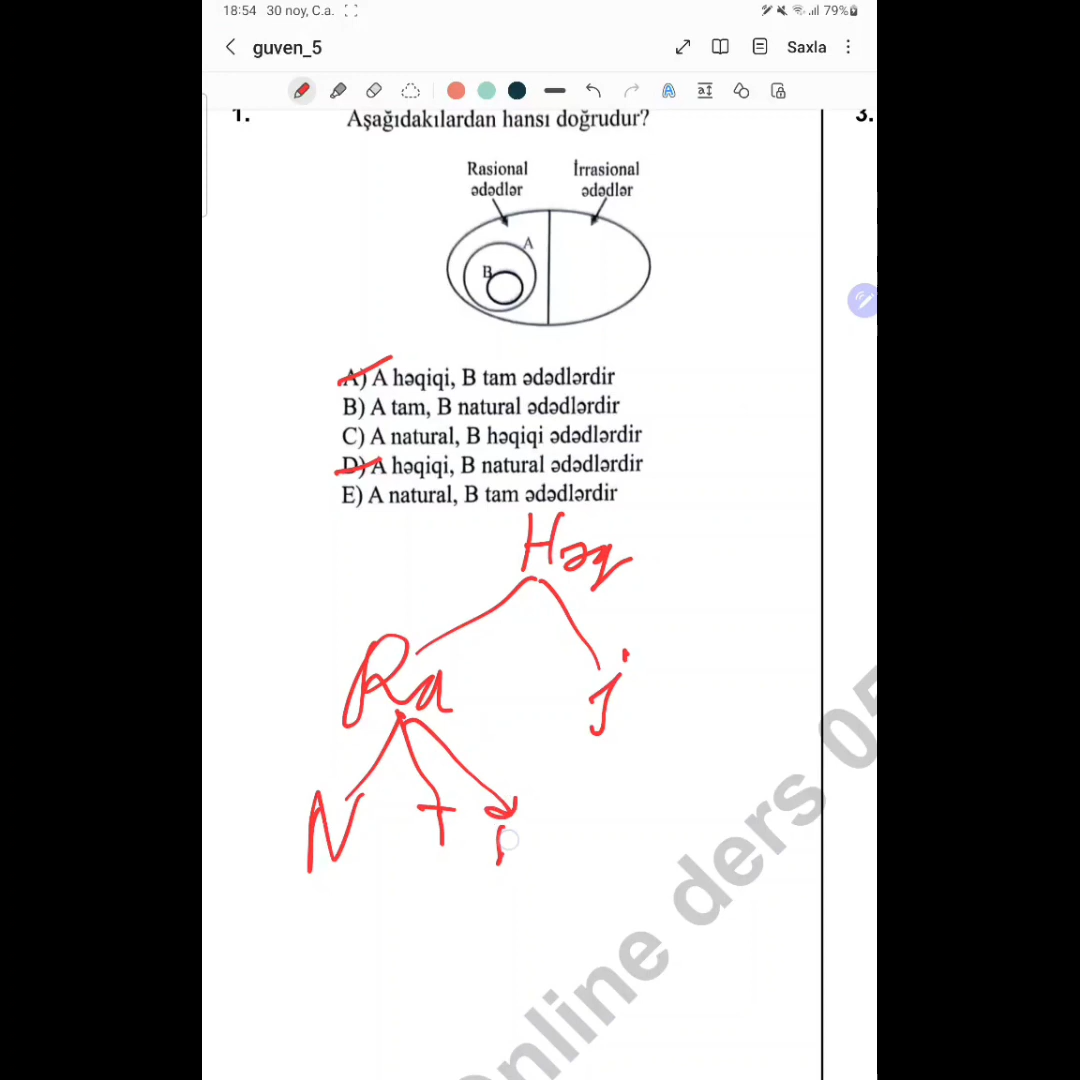 18:54 30 noy, C.a. 79%
guven_5 Saxla
1. Aşağıdakılardan hansı doğrudur? 3.
Rasional ədədlər
İrrasional ədədlər
A
B
A) A həqiqi, B tam ədədlərdir
B) A tam, B natural ədədlərdir
C) A natural, B həqiqi ədədlərdir
D) A həqiqi, B natural ədədlərdir
E) A natural, B tam ədədlərdir
Həq
Ra İ
N T
online ders 05